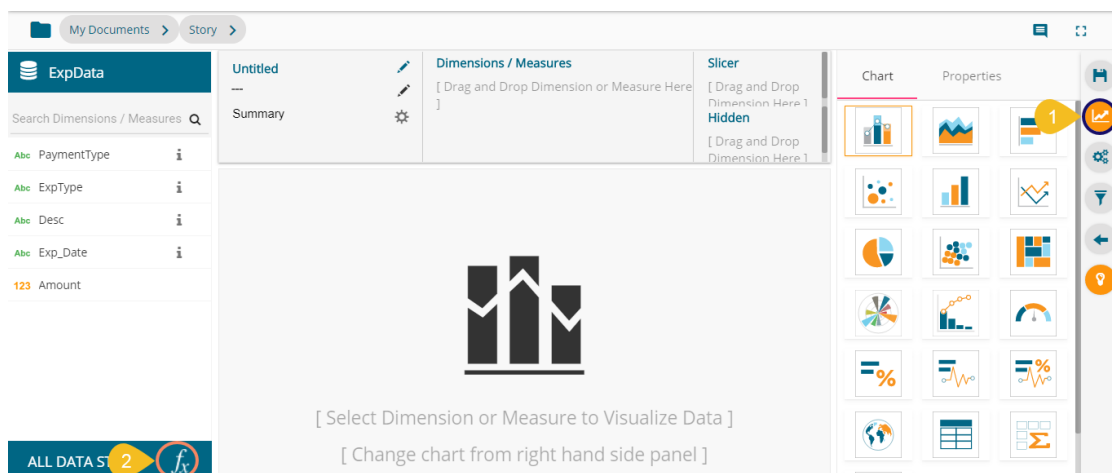 My Documents
Story
ExpData
Search Dimensions / Measures
Abc PaymentType i
Abc ExpType i
Abc Desc i
Abc Exp_Date i
123 Amount
ALL DATA ST
2
fx
Untitled
---
Summary
Dimensions / Measures
[ Drag and Drop Dimension or Measure Here
]
Slicer
[ Drag and Drop
Dimension Here ]
Hidden
[ Drag and Drop
Dimension Here ]
[ Select Dimension or Measure to Visualize Data ]
[ Change chart from right hand side panel ]
Chart
Properties
1
%
%
Σ